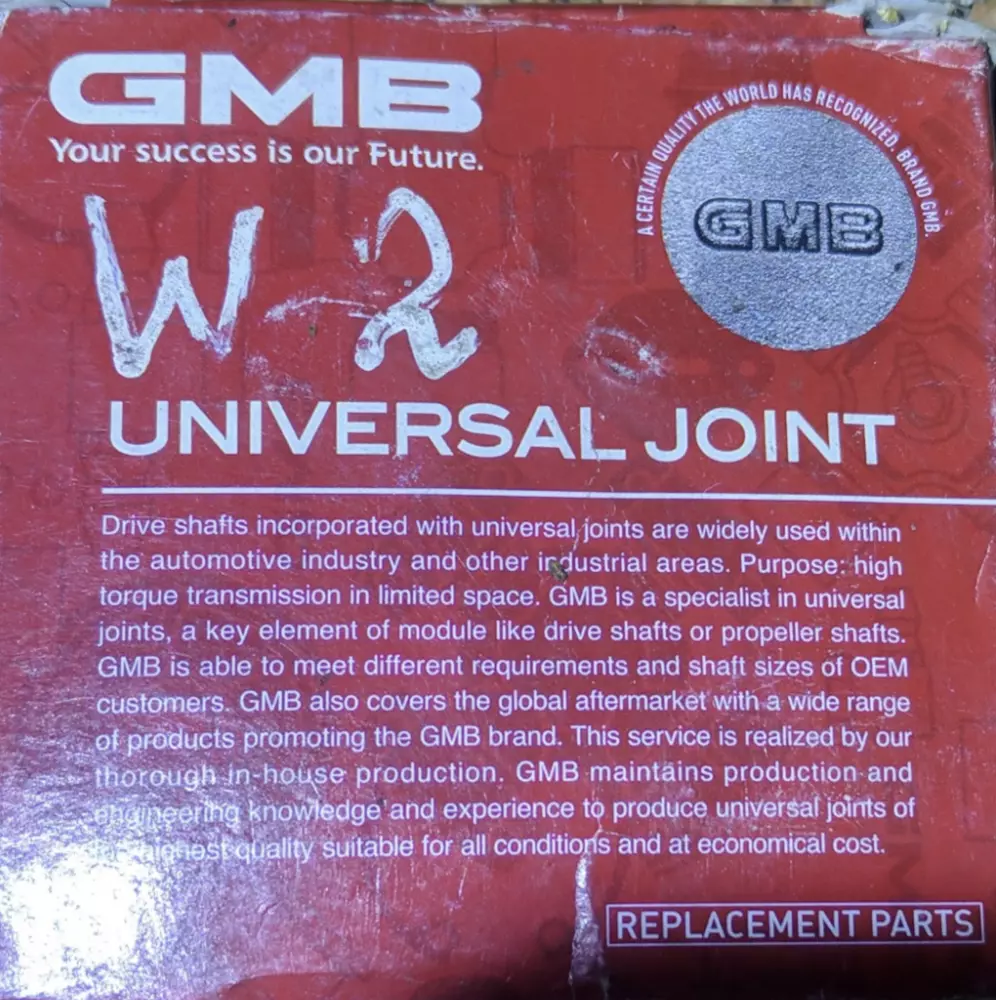 GMB
Your success is our Future.
A CERTAIN QUALITY THE WORLD HAS RECOGNIZED. BRAND GMB.
GMB
W-2
UNIVERSAL JOINT
Drive shafts incorporated with universal joints are widely used within
the automotive industry and other industrial areas. Purpose: high
torque transmission in limited space. GMB is a specialist in universal
joints, a key element of module like drive shafts or propeller shafts.
GMB is able to meet different requirements and shaft sizes of OEM
customers. GMB also covers the global aftermarket with a wide range
of products promoting the GMB brand. This service is realized by our
thorough in-house production. GMB maintains production and
engineering knowledge and experience to produce universal joints of
highest quality suitable for all conditions and at economical cost.
REPLACEMENT PARTS